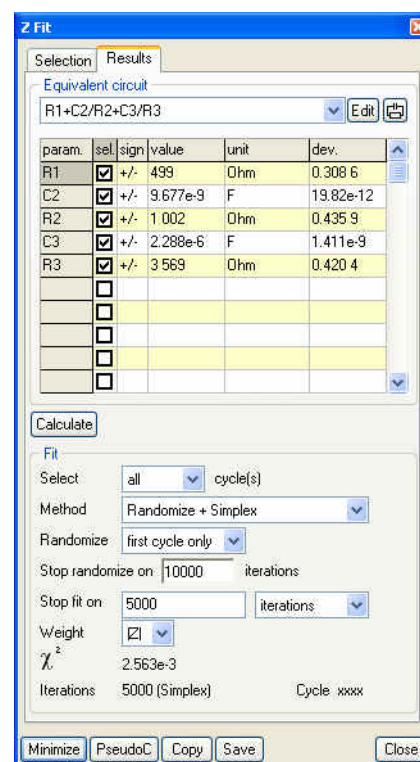 Z Fit
Selection Results
Equivalent circuit
R1+C2/R2+C3/R3 Edit
param. sel. sign value unit dev.
R1 +/- 499 Ohm 0.308 6
C2 +/- 9.677e-9 F 19.82e-12
R2 +/- 1 002 Ohm 0.435 9
C3 +/- 2.288e-6 F 1.411e-9
R3 +/- 3 569 Ohm 0.420 4
Calculate
Fit
Select all cycle(s)
Method Randomize + Simplex
Randomize first cycle only
Stop randomize on 10000 iterations
Stop fit on 5000 iterations
Weight |Z|
χ² 2.563e-3
Iterations 5000 (Simplex) Cycle xxxx
Minimize PseudoC Copy Save Close